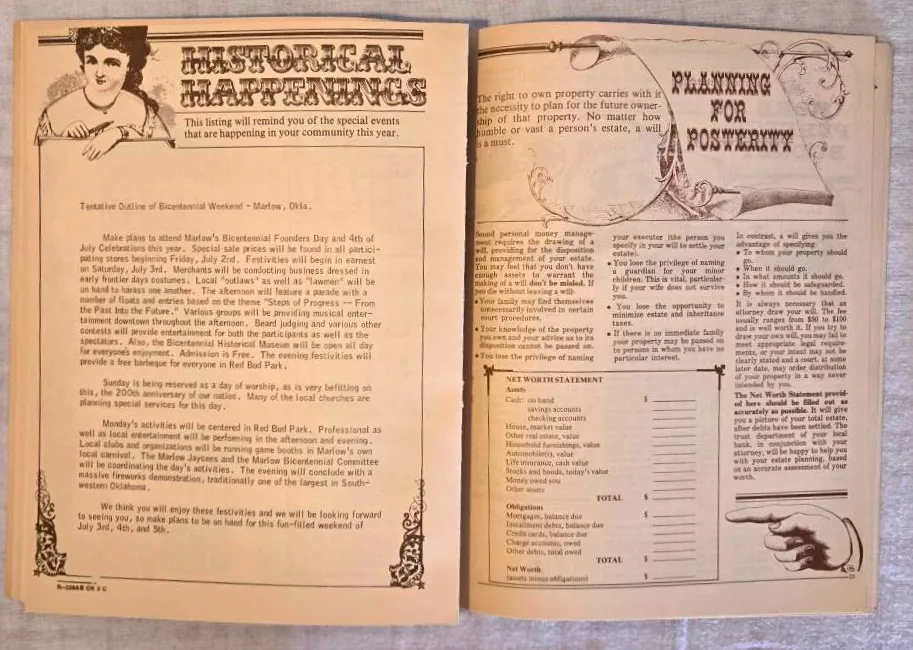 HISTORICAL
HAPPENINGS
This listing will remind you of the special events
that are happening in your community this year.
Tentative Outline of Bicentennial Weekend - Marlow, Okla.
Make plans to attend Marlow's Bicentennial Founders Day and 4th of
July Celebrations this year. Special sale prices will be found in all partici-
pating stores beginning Friday, July 2nd. Festivities will begin in earnest
on Saturday, July 3rd. Merchants will be conducting business dressed in
early frontier days costumes. Local "outlaws" as well as "lawmen" will be
on hand to harass one another. The afternoon will feature a parade with a
number of floats and entries based on the theme "Steps of Progress -- From
the Past Into the Future." Various groups will be providing musical enter-
tainment downtown throughout the afternoon. Beard judging and various other
contests will provide entertainment for both the participants as well as the
spectators. Also, the Bicentennial Historical Museum will be open all day
for everyone's enjoyment. Admission is Free. The evening festivities will
provide a free barbeque for everyone in Red Bud Park.
Sunday is being reserved as a day of worship, as is very befitting on
this, the 200th anniversary of our nation. Many of the local churches are
planning special services for this day.
Monday's activities will be centered in Red Bud Park. Professional as
well as local entertainment will be performing in the afternoon and evening.
Local clubs and organizations will be running game booths in Marlow's own
local carnival. The Marlow Jaycees and the Marlow Bicentennial Committee
will be coordinating the day's activities. The evening will conclude with a
massive fireworks demonstration, traditionally one of the largest in South-
western Oklahoma.
We think you will enjoy these festivities and we will be looking forward
to seeing you, so make plans to be on hand for this fun-filled weekend of
July 3rd, 4th, and 5th.
PLANNING
FOR
POSTERITY
The right to own property carries with it
the necessity to plan for the future owner-
ship of that property. No matter how
humble or vast a person's estate, a will
is a must.
Sound personal money manage-
ment requires the drawing of a
will, providing for the disposition
and management of your estate.
You may feel that you don't have
enough assets to warrant the
making of a will don't be misled. If
you die without leaving a will:
• Your family may find themselves
unnecessarily involved in certain
court procedures.
• Your knowledge of the property
you own and your advice as to its
disposition cannot be passed on.
• You lose the privilege of naming
your executor (the person you
specify in your will to settle your
estate).
• You lose the privilege of naming
a guardian for your minor
children. This is vital, particular-
ly if your wife does not survive
you.
• You lose the opportunity to
minimize estate and inheritance
taxes.
• If there is no immediate family
your property may be passed on
to persons in whom you have no
particular interest.
In contrast, a will gives you the
advantage of specifying:
• To whom your property should
go.
• When it should go.
• In what amounts it should go.
• How it should be safeguarded.
• By whom it should be handled.
It is always necessary that an
attorney draw your will. The fee
usually ranges from $50 to $100
and is well worth it. If you try to
draw your own will, you may fail to
meet appropriate legal require-
ments, or your intent may not be
clearly stated and a court, at some
later date, may order distribution
of your property in a way never
intended by you.
The Net Worth Statement provid-
ed here should be filled out as
accurately as possible. It will give
you a picture of your total estate,
after debts have been settled. The
trust department of your local
bank, in conjunction with your
attorney, will be happy to help you
with your estate planning, based
on an accurate assessment of your
worth.
NET WORTH STATEMENT
Assets
Cash: on hand $
savings accounts
checking accounts
House, market value
Other real estate, value
Household furnishings, value
Automobile(s), value
Life insurance, cash value
Stocks and bonds, today's value
Money owed you
Other assets
TOTAL $
Obligations
Mortgages, balance due $
Installment debts, balance due
Credit cards, balance due
Charge accounts, owed
Other debts, total owed
TOTAL $
Net Worth
(assets minus obligations) $